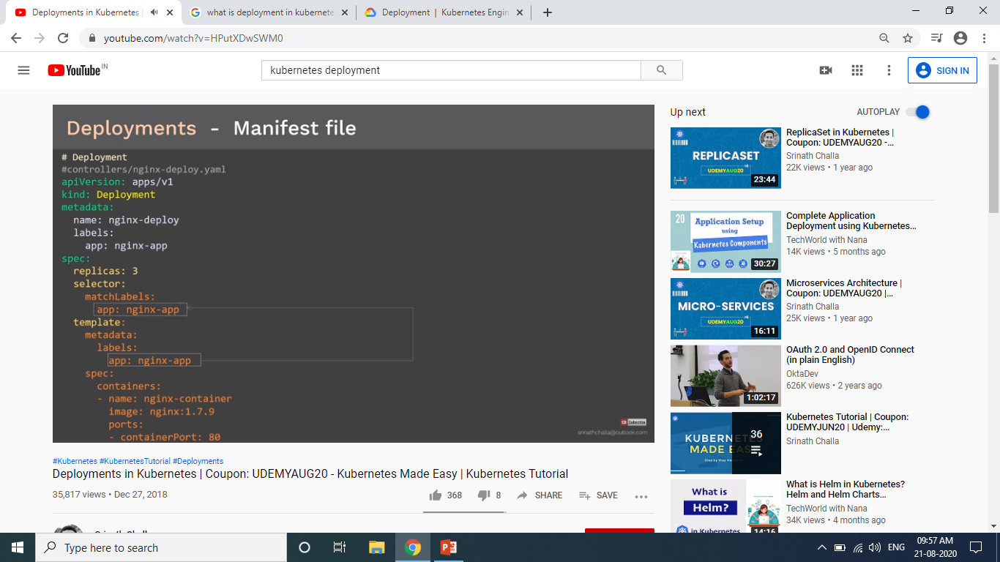 Deployments in Kubernetes |
what is deployment in kubernete
Deployment | Kubernetes Engin
youtube.com/watch?v=HPutXDwSWM0
YouTube IN
kubernetes deployment
SIGN IN
Deployments - Manifest file
# Deployment
#controllers/nginx-deploy.yaml
apiVersion: apps/v1
kind: Deployment
metadata:
name: nginx-deploy
labels:
app: nginx-app
spec:
replicas: 3
selector:
matchLabels:
app: nginx-app
template:
metadata:
labels:
app: nginx-app
spec:
containers:
- name: nginx-container
image: nginx:1.7.9
ports:
- containerPort: 80
Subscribe
srinathchalla@outlook.com
#Kubernetes #KubernetesTutorial #Deployments
Deployments in Kubernetes | Coupon: UDEMYAUG20 - Kubernetes Made Easy | Kubernetes Tutorial
35,817 views • Dec 27, 2018
368
8
SHARE
SAVE
Up next
AUTOPLAY
REPLICASET
UDEMYAUG20
23:44
ReplicaSet in Kubernetes |
Coupon: UDEMYAUG20 -...
Srinath Challa
22K views • 1 year ago
20
Application Setup
using
Kubernetes Components
30:27
Complete Application
Deployment using Kubernetes...
TechWorld with Nana
14K views • 5 months ago
MICRO-SERVICES
UDEMYAUG20
16:11
Microservices Architecture |
Coupon: UDEMYAUG20 |...
Srinath Challa
25K views • 1 year ago
1:02:17
OAuth 2.0 and OpenID Connect
(in plain English)
OktaDev
626K views • 2 years ago
KUBERNETES
MADE EASY
36
Kubernetes Tutorial | Coupon:
UDEMYJUN20 | Udemy:...
Srinath Challa
What is
Helm?
in Kubernetes
14:16
What is Helm in Kubernetes?
Helm and Helm Charts...
TechWorld with Nana
34K views • 4 months ago
Type here to search
ENG
09:57 AM
21-08-2020